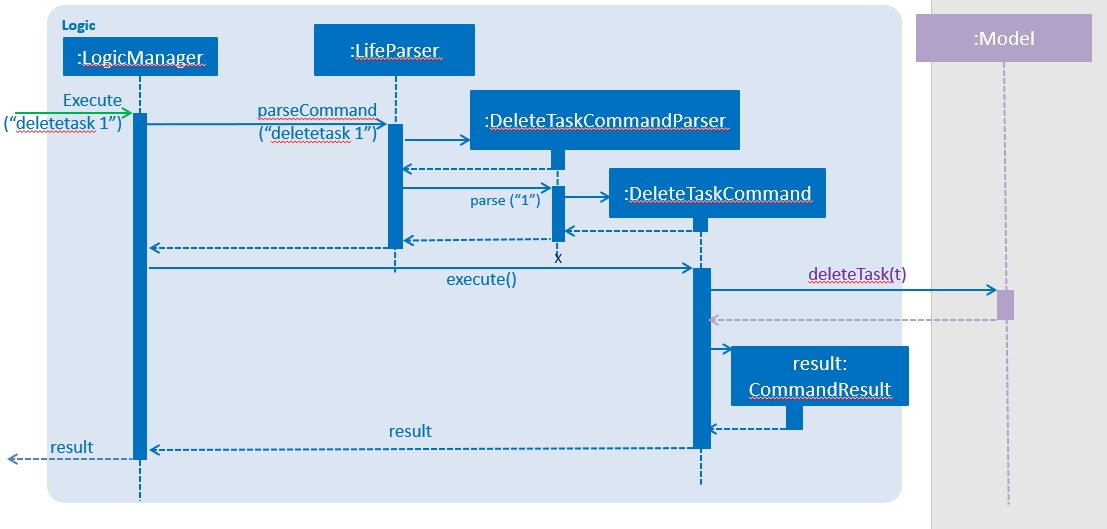 Logic
:LogicManager
:LifeParser
:Model
Execute
(“deletetask 1”)
parseCommand
(“deletetask 1”)
:DeleteTaskCommandParser
parse (“1”)
:DeleteTaskCommand
x
execute()
deleteTask(t)
result:
CommandResult
result
result